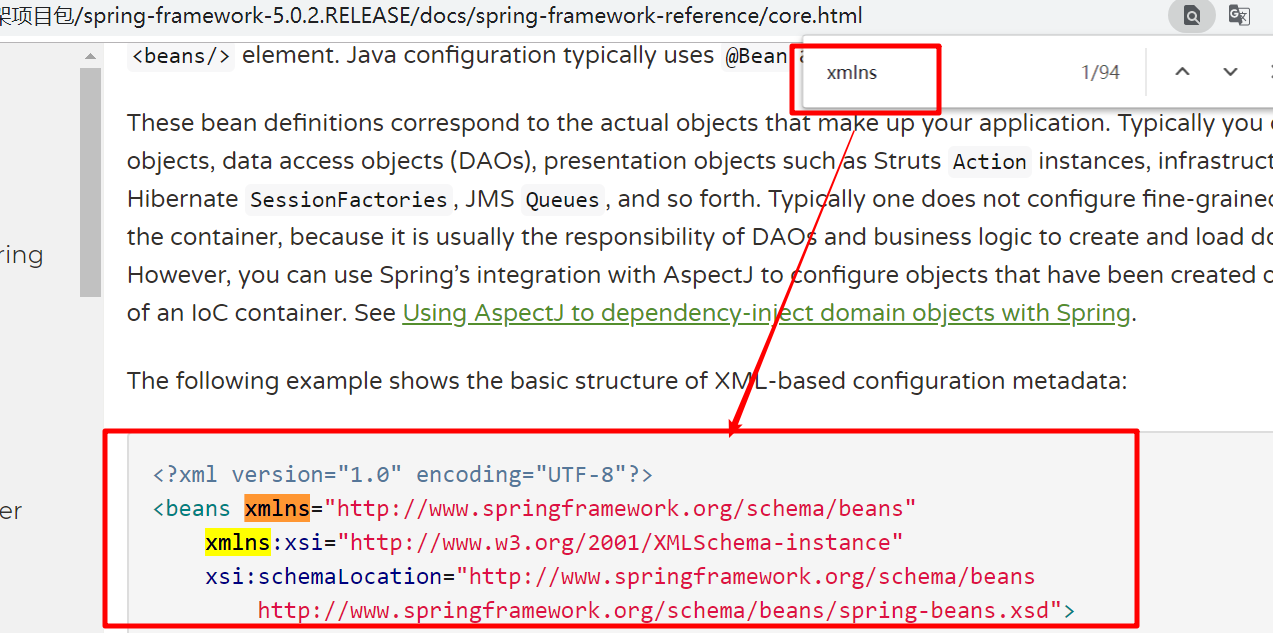 架项目包/spring-framework-5.0.2.RELEASE/docs/spring-framework-reference/core.html
<beans/> element. Java configuration typically uses @Bean
xmlns 1/94
These bean definitions correspond to the actual objects that make up your application. Typically you
objects, data access objects (DAOs), presentation objects such as Struts Action instances,
Hibernate SessionFactories, JMS Queues, and so forth. Typically one does not configure
the container, because it is usually the responsibility of DAOs and business logic to create and load
However, you can use Spring's integration with AspectJ to configure objects that have been created
of an IoC container. See Using AspectJ to dependency-inject domain objects with Spring.
The following example shows the basic structure of XML-based configuration metadata:
<?xml version="1.0" encoding="UTF-8"?>
<beans xmlns="http://www.springframework.org/schema/beans"
xmlns:xsi="http://www.w3.org/2001/XMLSchema-instance"
xsi:schemaLocation="http://www.springframework.org/schema/beans
http://www.springframework.org/schema/beans/spring-beans.xsd">